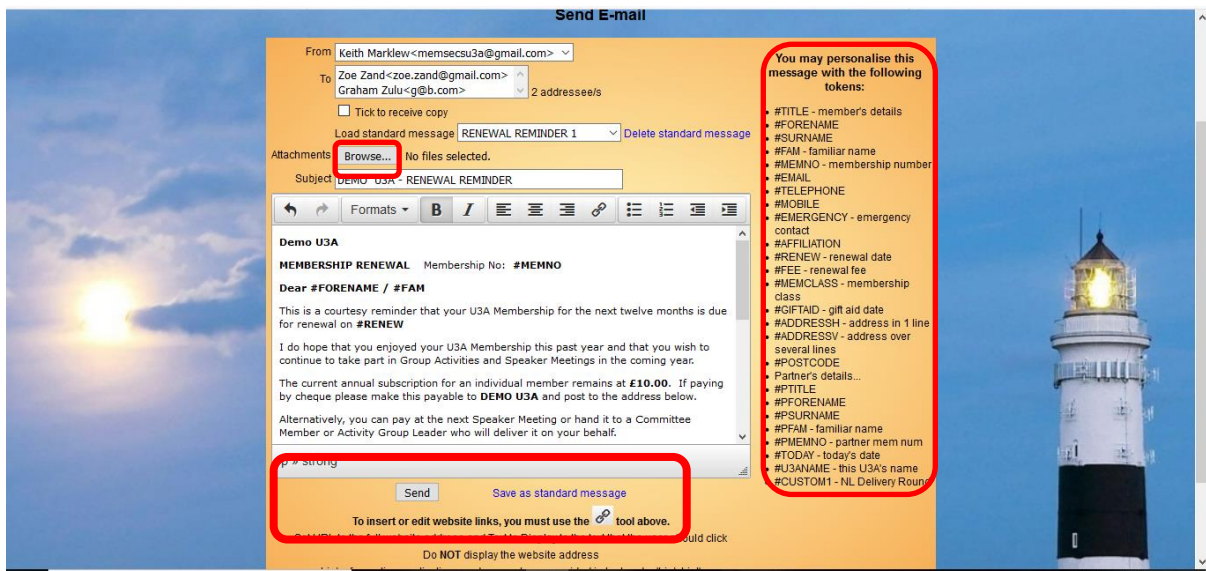 Send E-mail
From Keith Marklew<memsecsu3a@gmail.com>
To Zoe Zand<zoe.zand@gmail.com>
Graham Zulu<g@b.com>
2 addressee/s
Tick to receive copy
Load standard message RENEWAL REMINDER 1 Delete standard message
Attachments Browse... No files selected.
Subject DEMO U3A - RENEWAL REMINDER
Formats B I
Demo U3A
MEMBERSHIP RENEWAL Membership No: #MEMNO
Dear #FORENAME / #FAM
This is a courtesy reminder that your U3A Membership for the next twelve months is due
for renewal on #RENEW
I do hope that you enjoyed your U3A Membership this past year and that you wish to
continue to take part in Group Activities and Speaker Meetings in the coming year.
The current annual subscription for an individual member remains at £10.00. If paying
by cheque please make this payable to DEMO U3A and post to the address below.
Alternatively, you can pay at the next Speaker Meeting or hand it to a Committee
Member or Activity Group Leader who will deliver it on your behalf.
p » strong
Send Save as standard message
To insert or edit website links, you must use the tool above.
click
Do NOT display the website address
You may personalise this
message with the following
tokens:
#TITLE - member's details
#FORENAME
#SURNAME
#FAM - familiar name
#MEMNO - membership number
#EMAIL
#TELEPHONE
#MOBILE
#EMERGENCY - emergency
contact
#AFFILIATION
#RENEW - renewal date
#FEE - renewal fee
#MEMCLASS - membership
class
#GIFTAID - gift aid date
#ADDRESSH - address in 1 line
#ADDRESSV - address over
several lines
#POSTCODE
Partner's details...
#PTITLE
#PFORENAME
#PSURNAME
#PFAM - familiar name
#PMEMNO - partner mem num
#TODAY - today's date
#U3ANAME - this U3A's name
#CUSTOM1 - NL Delivery Round